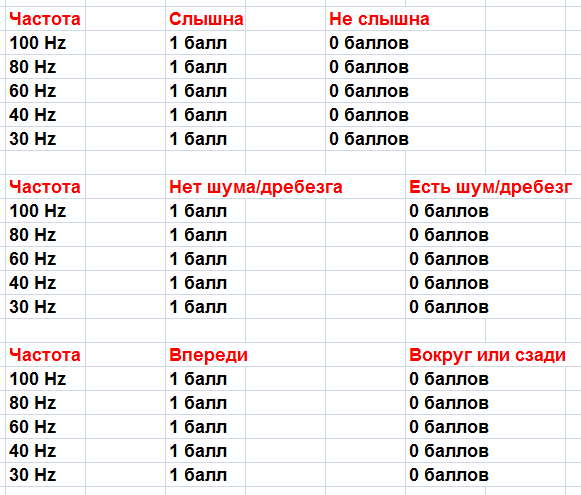 Частота Слышна Не слышна
100 Hz 1 балл 0 баллов
80 Hz 1 балл 0 баллов
60 Hz 1 балл 0 баллов
40 Hz 1 балл 0 баллов
30 Hz 1 балл 0 баллов
Частота Нет шума/дребезга Есть шум/дребезг
100 Hz 1 балл 0 баллов
80 Hz 1 балл 0 баллов
60 Hz 1 балл 0 баллов
40 Hz 1 балл 0 баллов
30 Hz 1 балл 0 баллов
Частота Впереди Вокруг или сзади
100 Hz 1 балл 0 баллов
80 Hz 1 балл 0 баллов
60 Hz 1 балл 0 баллов
40 Hz 1 балл 0 баллов
30 Hz 1 балл 0 баллов